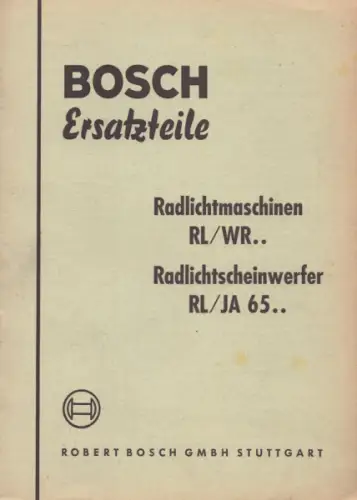 BOSCH
Ersatzteile
Radlichtmaschinen
RL/WR..
Radlichtscheinwerfer
RL/JA 65..
ROBERT BOSCH GMBH STUTTGART